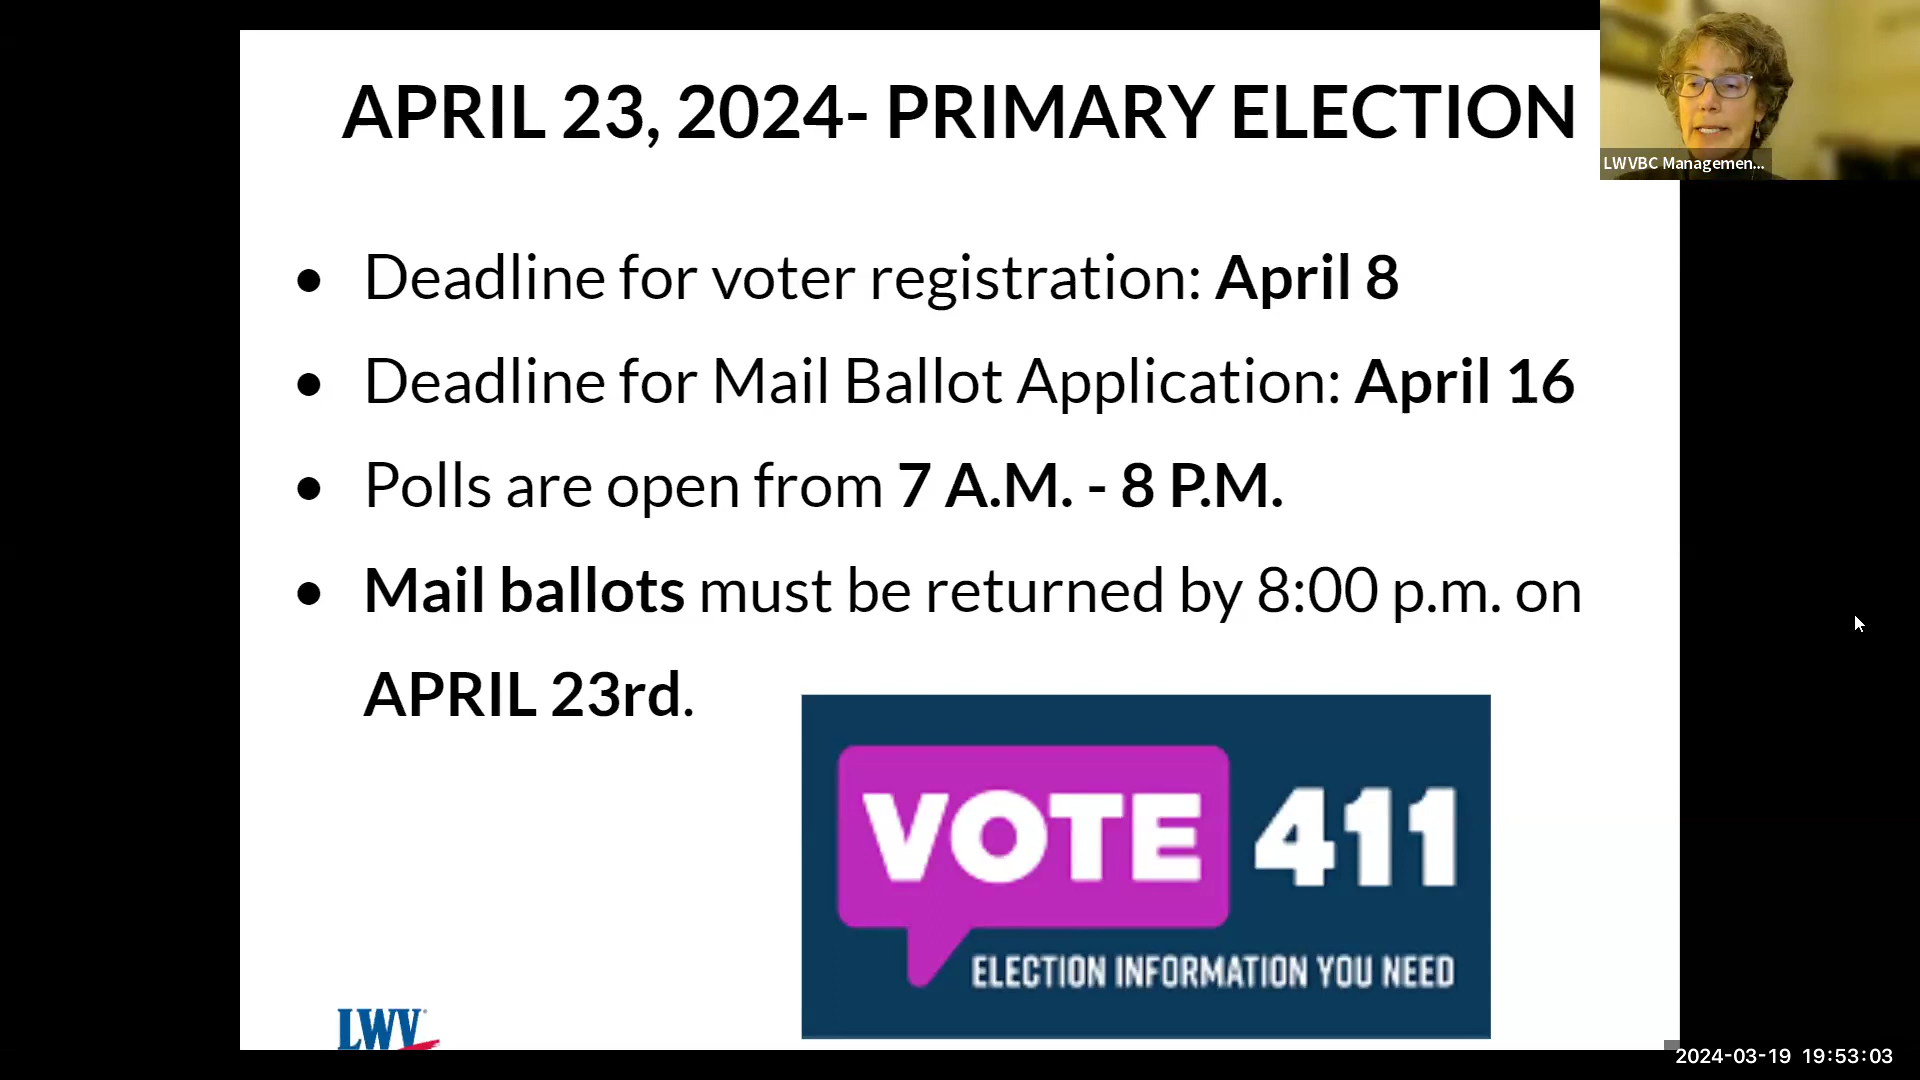 APRIL 23, 2024- PRIMARY ELECTION
LWVBC Managemen...
• Deadline for voter registration: April 8
• Deadline for Mail Ballot Application: April 16
• Polls are open from 7 A.M. - 8 P.M.
• Mail ballots must be returned by 8:00 p.m. on
APRIL 23rd.
VOTE 411
ELECTION INFORMATION YOU NEED
LWV
2024-03-19 19:53:03